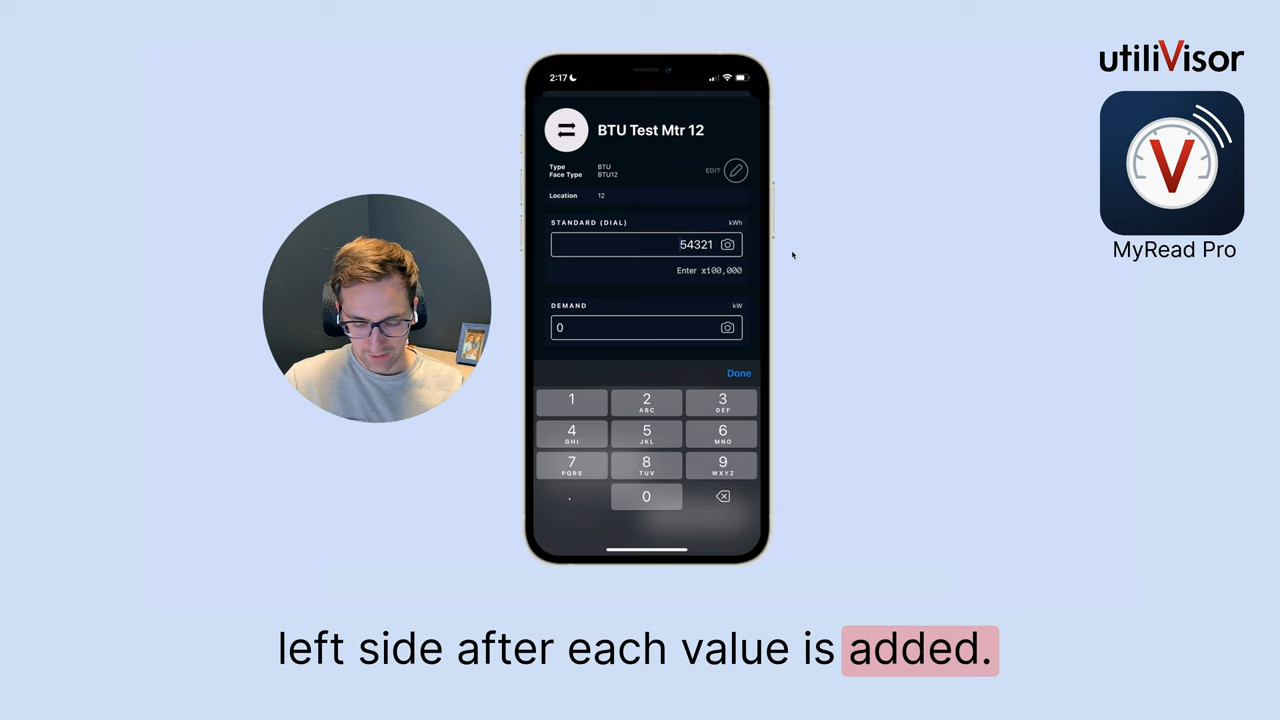 utiliVisor
V
MyRead Pro
2:17
BTU Test Mtr 12
Type BTU
Face Type BTU12
EDIT
Location 12
STANDARD (DIAL) kWh
54321
Enter x100,000
DEMAND kW
0
Done
1 2 3
ABC DEF
4 5 6
GHI JKL MNO
7 8 9
PQRS TUV WXYZ
. 0
left side after each value is added.